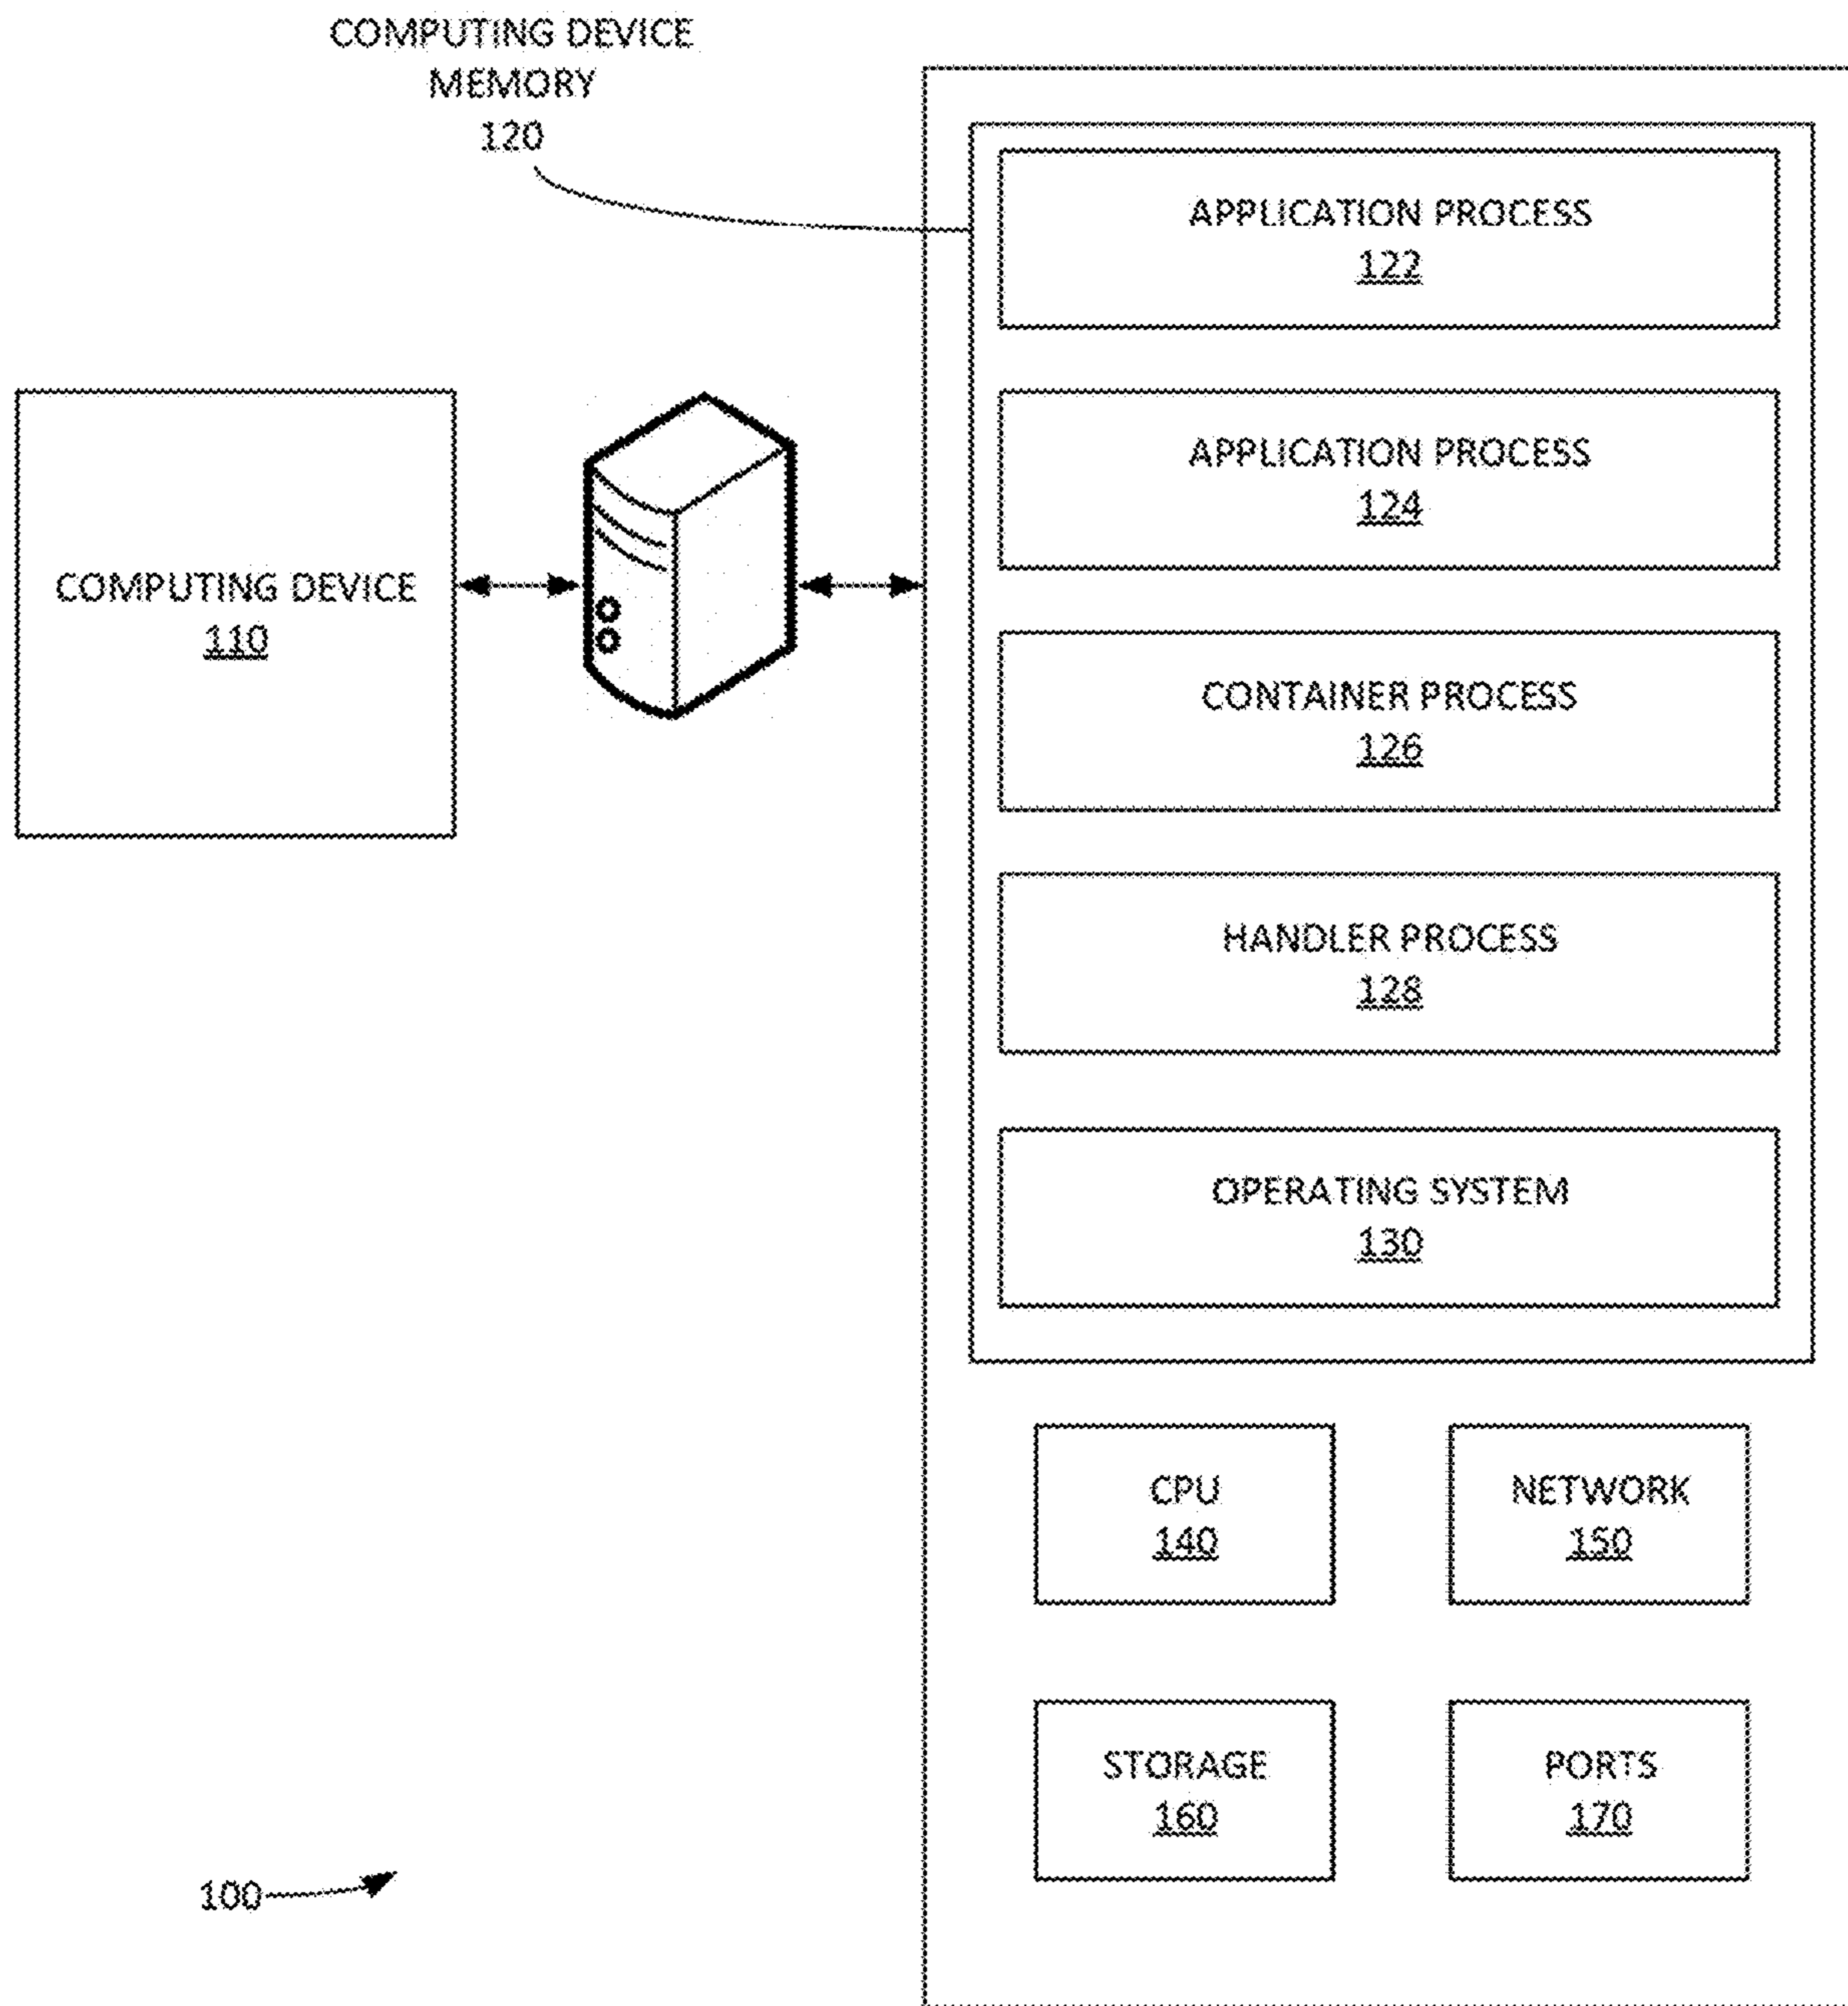 COMPUTING DEVICE
MEMORY
120
APPLICATION PROCESS
122
APPLICATION PROCESS
124
COMPUTING DEVICE
110
CONTAINER PROCESS
126
HANDLER PROCESS
128
OPERATING SYSTEM
130
CPU
140
NETWORK
150
STORAGE
160
PORTS
170
100